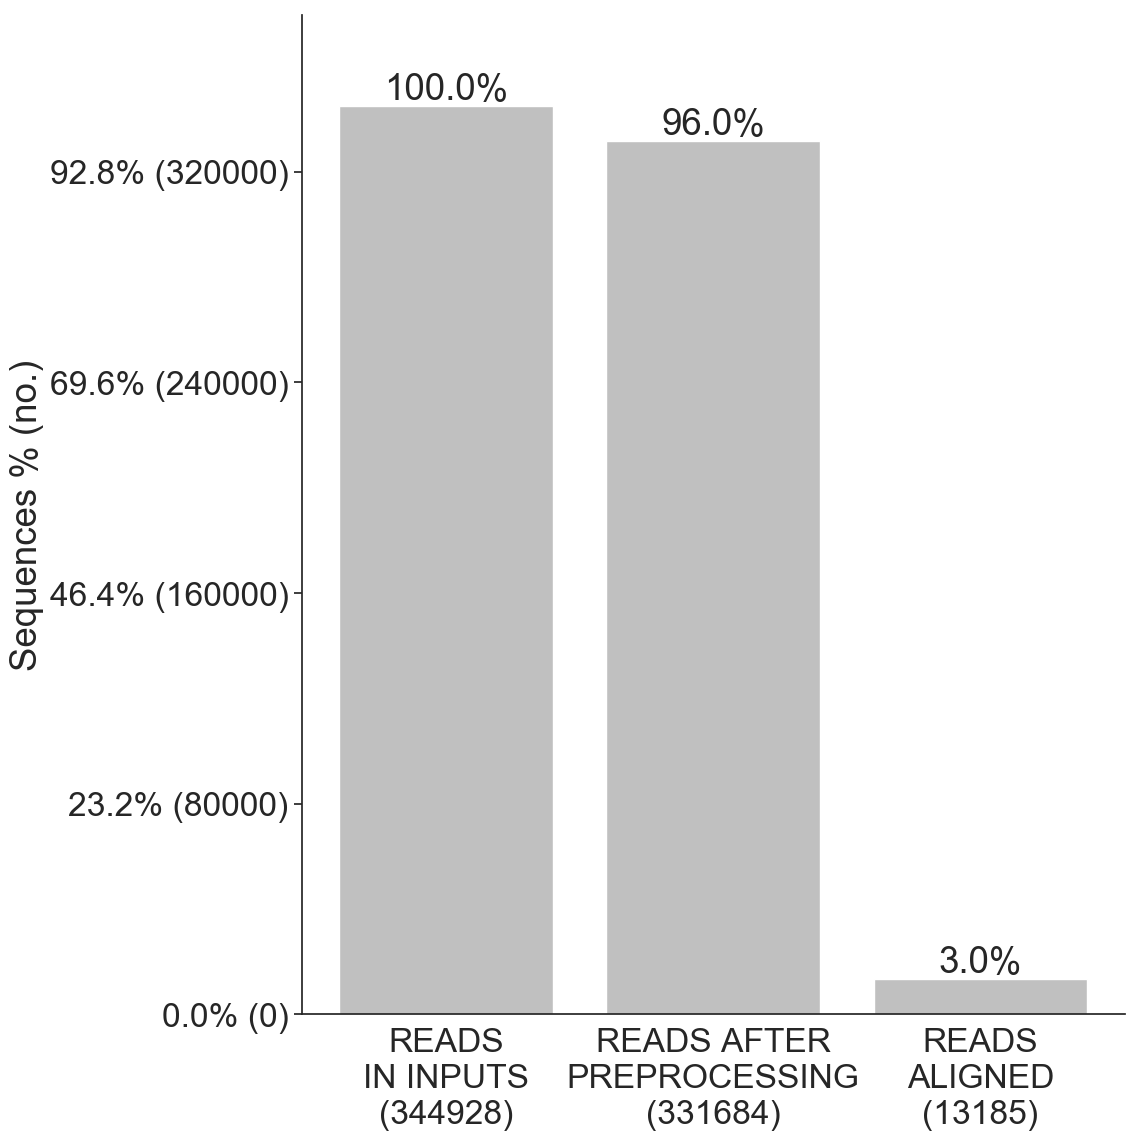 100.0%
96.0%
3.0%
Sequences % (no.)
92.8% (320000)
69.6% (240000)
46.4% (160000)
23.2% (80000)
0.0% (0)
READS
IN INPUTS
(344928)
READS AFTER
PREPROCESSING
(331684)
READS
ALIGNED
(13185)